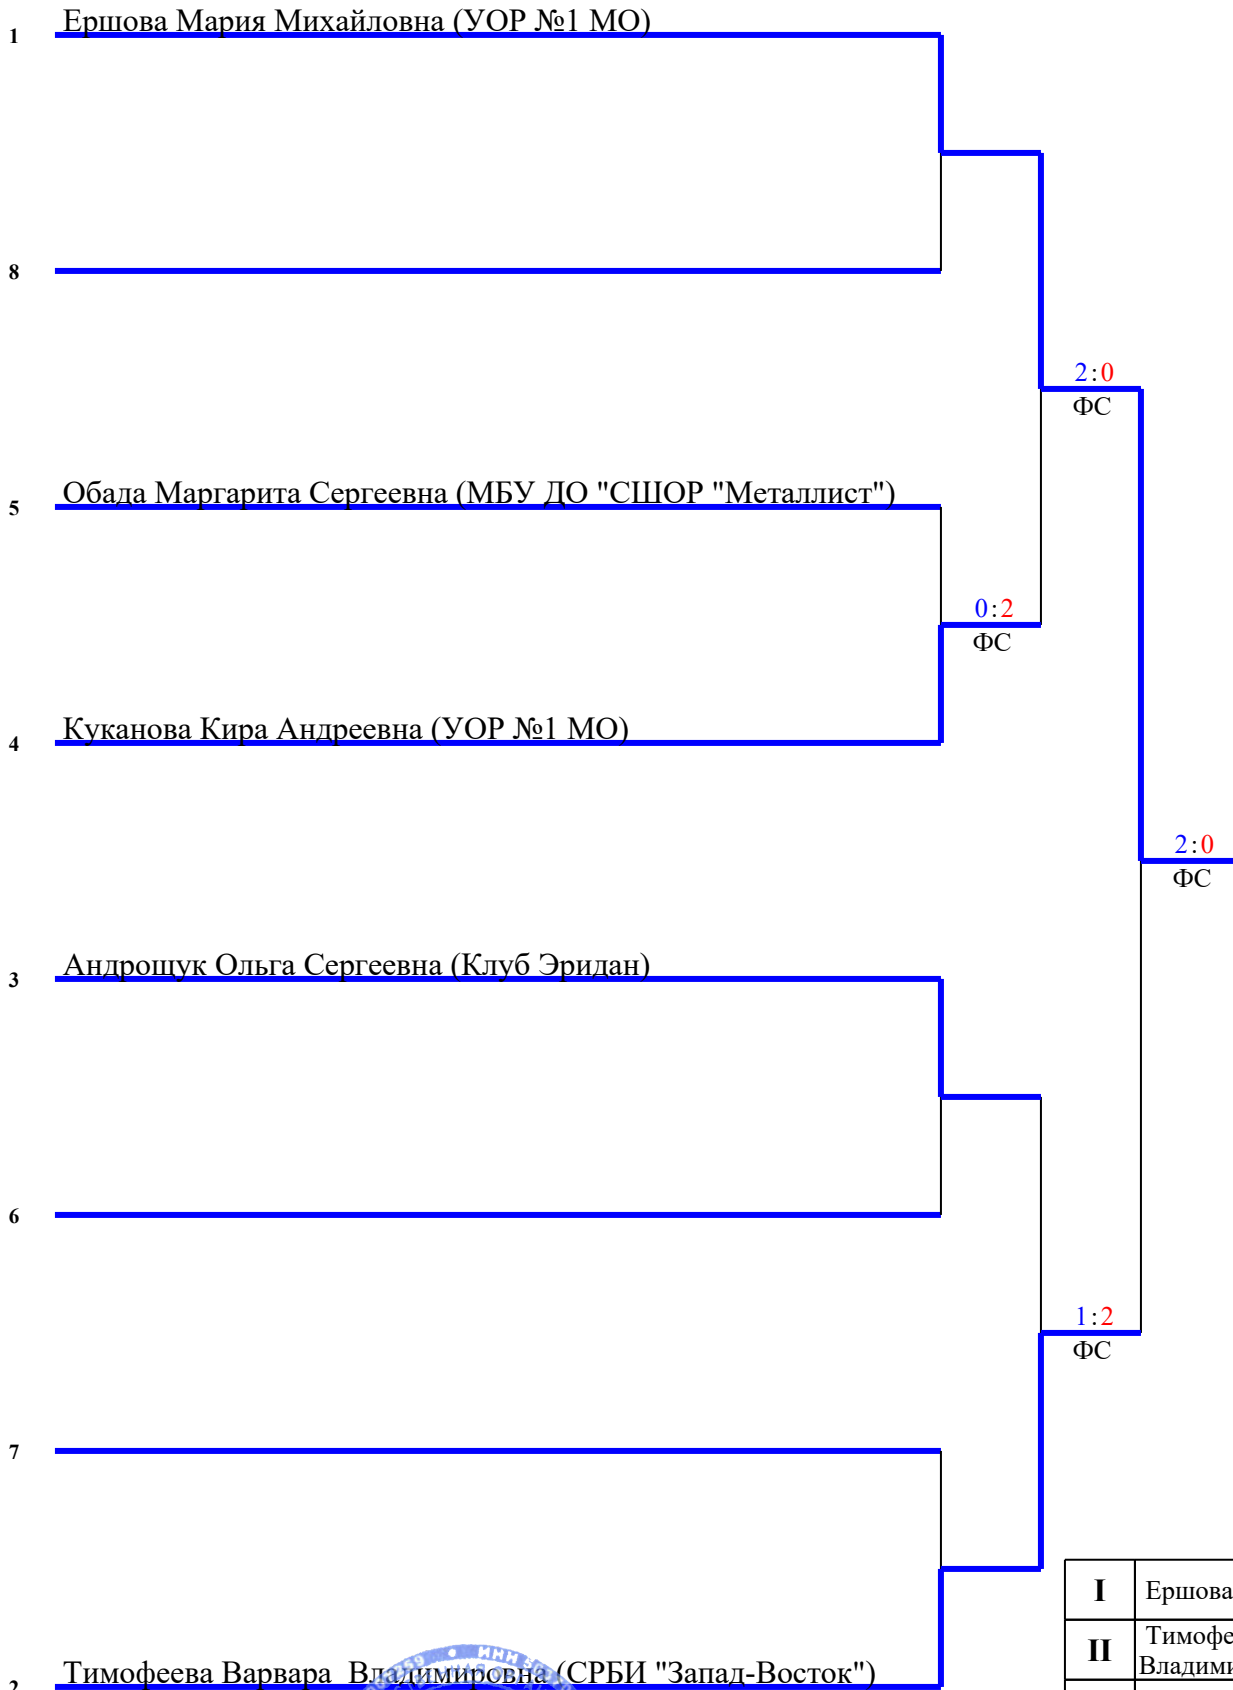 Ершова Мария Михайловна (УОР №1 МО)
1
8
2:0
ФС
Обада Маргарита Сергеевна (МБУ ДО "СШОР "Металлист")
5
0:2
ФС
Куканова Кира Андреевна (УОР №1 МО)
4
2:0
ФС
Андрощук Ольга Сергеевна (Клуб Эридан)
3
6
1:2
ФС
7
I Ершова
II Тимофе
Владими
ИНН
Тимофеева Варвара Владимировна (СРБИ "Запад-Восток")
2